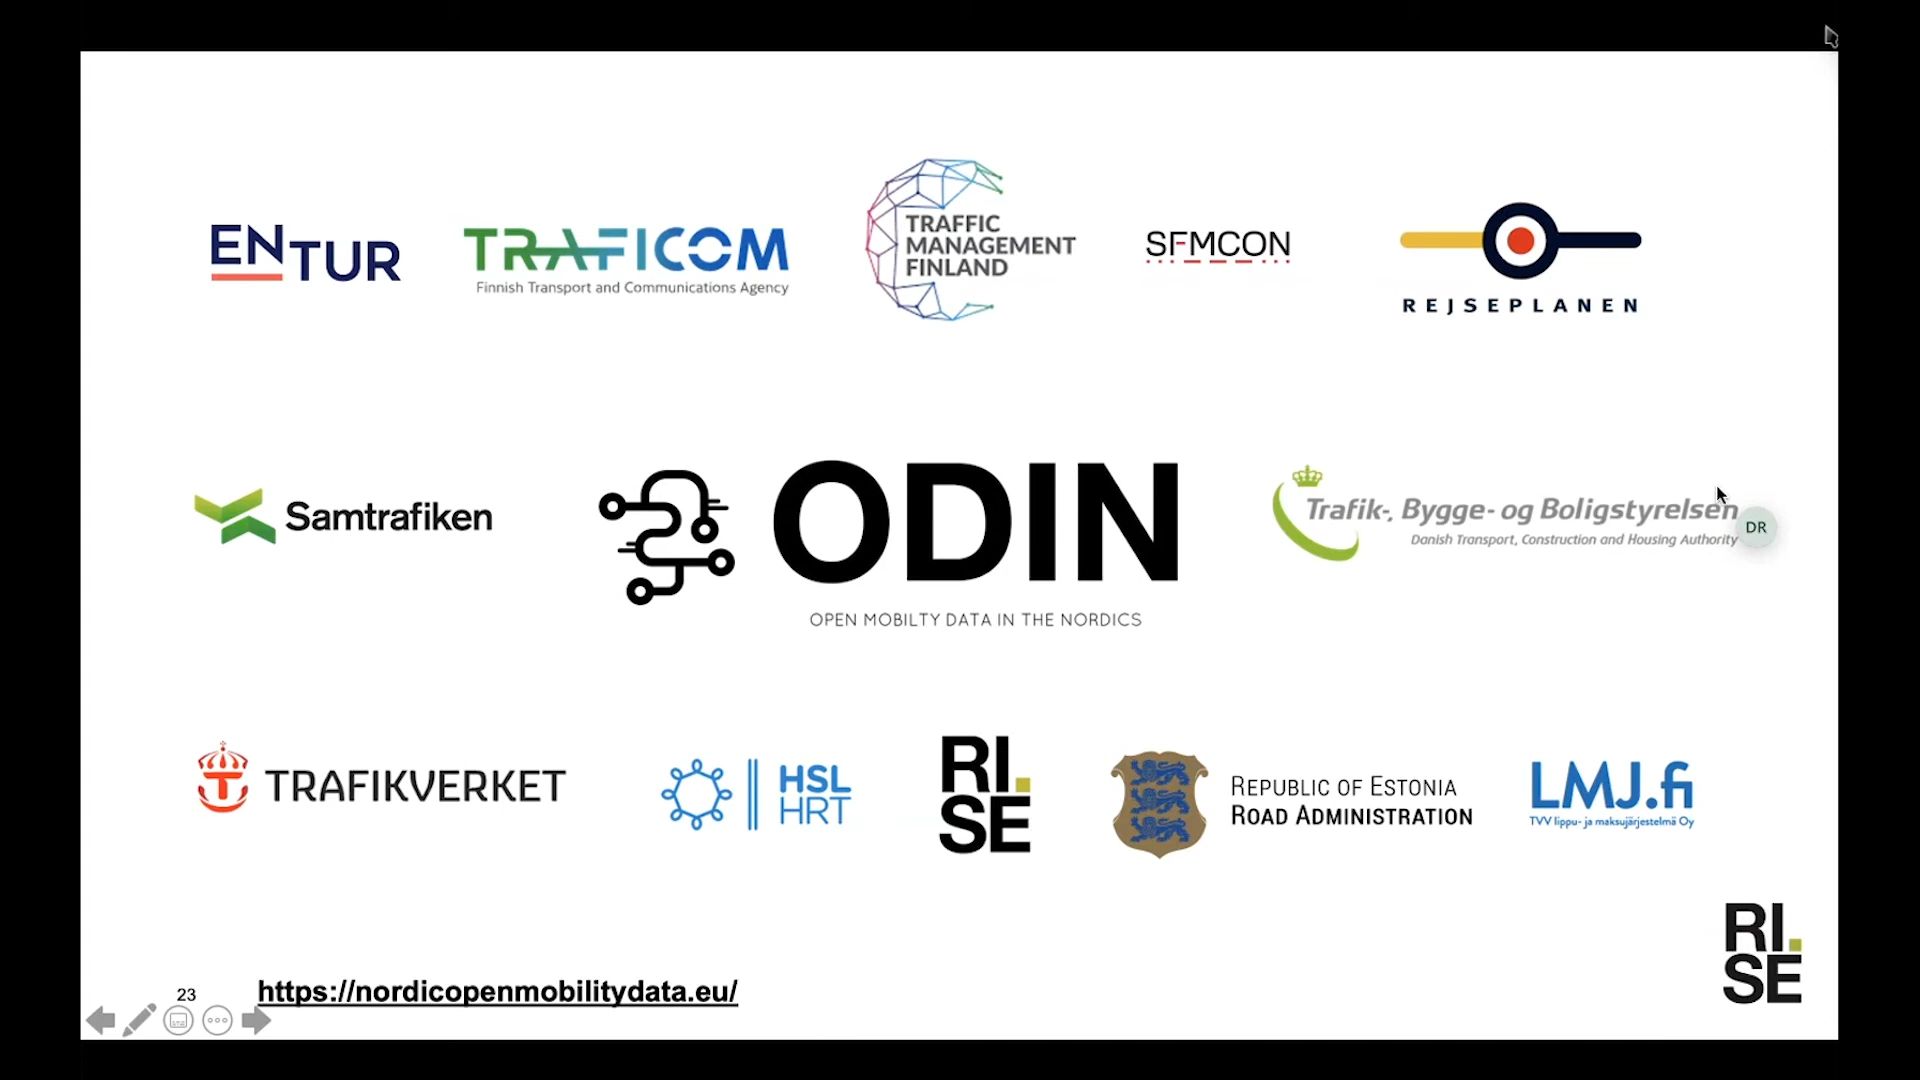 ENTUR
TRAFICOM
Finnish Transport and Communications Agency
TRAFFIC
MANAGEMENT
FINLAND
SFMCON
REJSEPLANEN
Samtrafiken
ODIN
OPEN MOBILTY DATA IN THE NORDICS
Trafik-, Bygge- og Boligstyrelsen
Danish Transport, Construction and Housing Authority
DR
TRAFIKVERKET
HSL
HRT
RI.
SE
REPUBLIC OF ESTONIA
ROAD ADMINISTRATION
LMJ.fi
TVV lippu- ja maksujärjestelmä Oy
RI.
SE
23
https://nordicopenmobilitydata.eu/